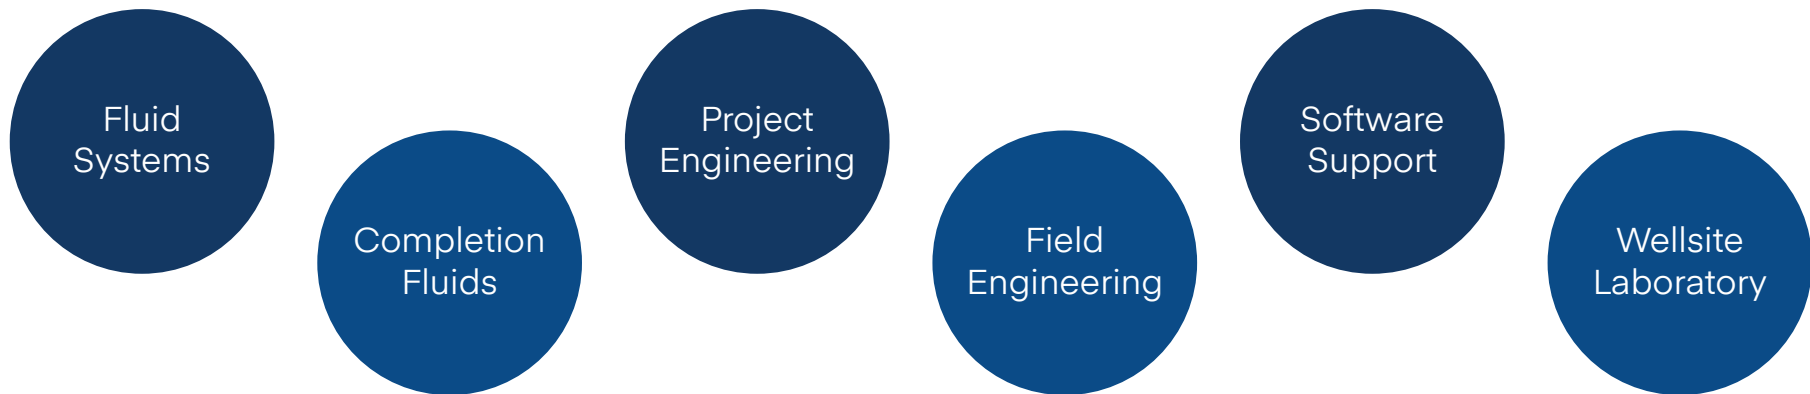 Fluid
Systems
Completion
Fluids
Project
Engineering
Field
Engineering
Software
Support
Wellsite
Laboratory